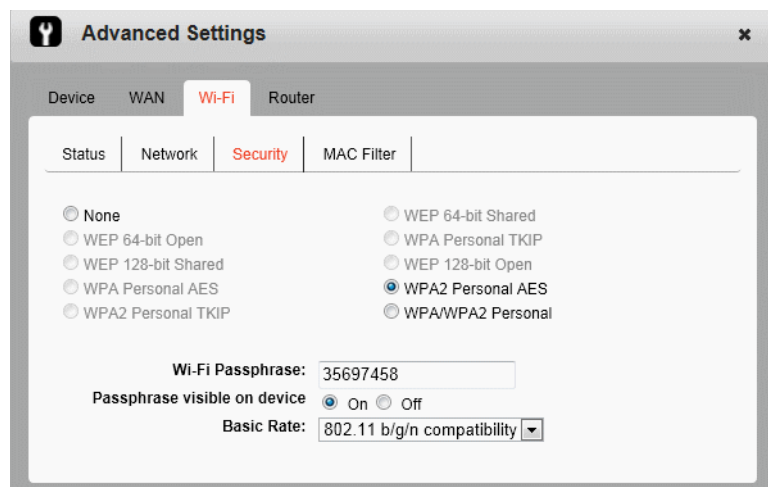 Advanced Settings
Device WAN Wi-Fi Router
Status Network Security MAC Filter
None WEP 64-bit Shared
WEP 64-bit Open WPA Personal TKIP
WEP 128-bit Shared WEP 128-bit Open
WPA Personal AES WPA2 Personal AES
WPA2 Personal TKIP WPA/WPA2 Personal
Wi-Fi Passphrase: 35697458
Passphrase visible on device On Off
Basic Rate: 802.11 b/g/n compatibility